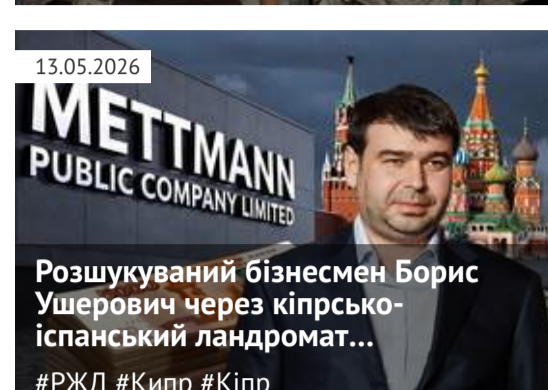 13.05.2026
METTMANN
PUBLIC COMPANY LIMITED
Розшукуваний бізнесмен Борис
Ушерович через кіпрсько-
іспанський ландромат...
#РЖД #Кипр #Кіпр